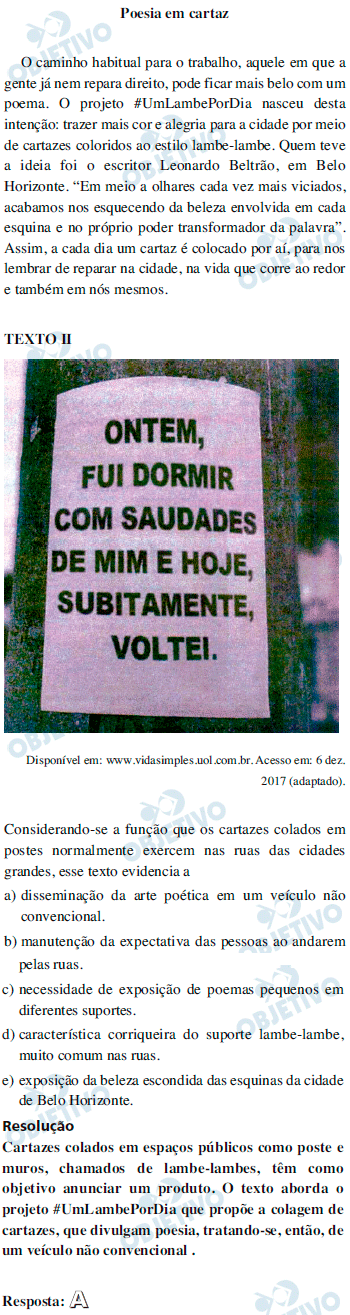 Poesia em cartaz
O caminho habitual para o trabalho, aquele em que a
gente já nem repara direito, pode ficar mais belo com um
poema. O projeto #UmLambePorDia nasceu desta
intenção: trazer mais cor e alegria para a cidade por meio
de cartazes coloridos ao estilo lambe-lambe. Quem teve
a ideia foi o escritor Leonardo Beltrão, em Belo
Horizonte. “Em meio a olhares cada vez mais viciados,
acabamos nos esquecendo da beleza envolvida em cada
esquina e no próprio poder transformador da palavra”.
Assim, a cada dia um cartaz é colocado por aí, para nos
lembrar de reparar na cidade, na vida que corre ao redor
e também em nós mesmos.
TEXTO II
ONTEM,
FUI DORMIR
COM SAUDADES
DE MIM E HOJE,
SUBITAMENTE,
VOLTEI.
Disponível em: www.vidasimples.uol.com.br. Acesso em: 6 dez.
2017 (adaptado).
Considerando-se a função que os cartazes colados em
postes normalmente exercem nas ruas das cidades
grandes, esse texto evidencia a
a) disseminação da arte poética em um veículo não
convencional.
b) manutenção da expectativa das pessoas ao andarem
pelas ruas.
c) necessidade de exposição de poemas pequenos em
diferentes suportes.
d) característica corriqueira do suporte lambe-lambe,
muito comum nas ruas.
e) exposição da beleza escondida das esquinas da cidade
de Belo Horizonte.
Resolução
Cartazes colados em espaços públicos como poste e
muros, chamados de lambe-lambes, têm como
objetivo anunciar um produto. O texto aborda o
projeto #UmLambePorDia que propõe a colagem de
cartazes, que divulgam poesia, tratando-se, então, de
um veículo não convencional .
Resposta: A